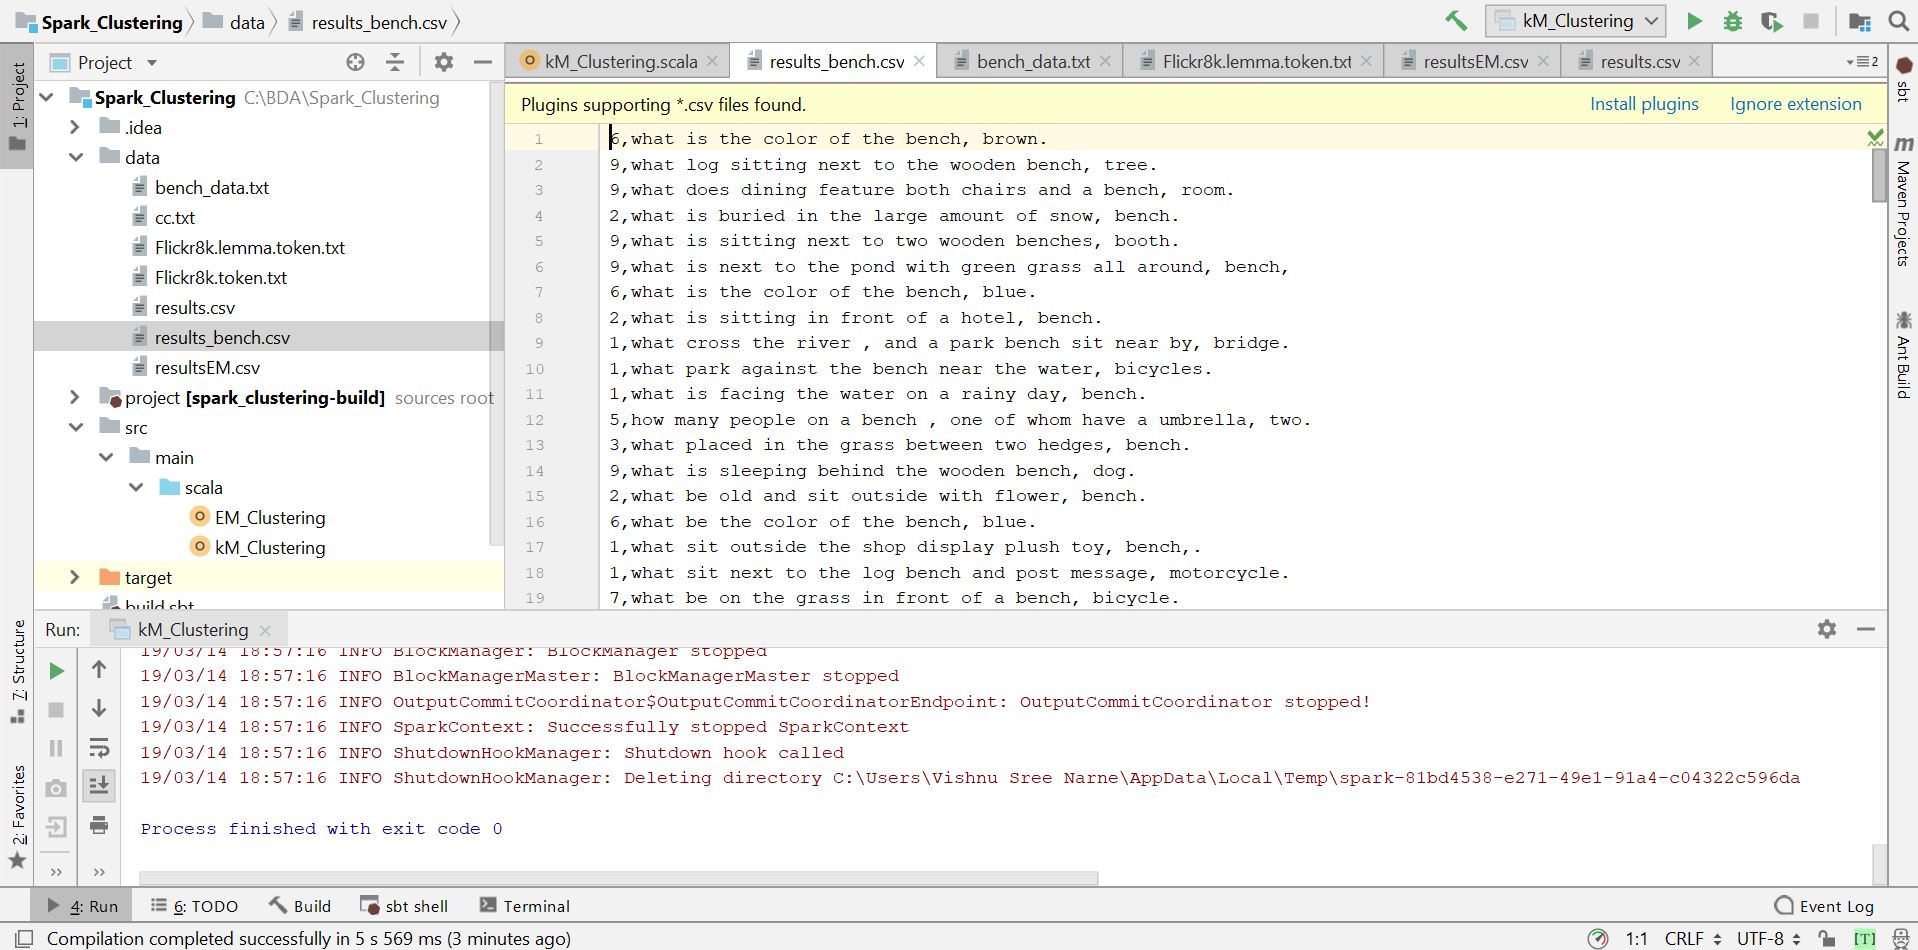 Spark_Clustering data results_bench.csv kM_Clustering
1: Project
Project
kM_Clustering.scala results_bench.csv bench_data.txt Flickr8k.lemma.token.txt resultsEM.csv results.csv 2
Spark_Clustering C:\BDA\Spark_Clustering
.idea
data
bench_data.txt
cc.txt
Flickr8k.lemma.token.txt
Flickr8k.token.txt
results.csv
results_bench.csv
resultsEM.csv
project [spark_clustering-build] sources root
src
main
scala
EM_Clustering
kM_Clustering
target
build.sbt
Plugins supporting *.csv files found. Install plugins Ignore extension
1 6,what is the color of the bench, brown.
2 9,what log sitting next to the wooden bench, tree.
3 9,what does dining feature both chairs and a bench, room.
4 2,what is buried in the large amount of snow, bench.
5 9,what is sitting next to two wooden benches, booth.
6 9,what is next to the pond with green grass all around, bench,
7 6,what is the color of the bench, blue.
8 2,what is sitting in front of a hotel, bench.
9 1,what cross the river , and a park bench sit near by, bridge.
10 1,what park against the bench near the water, bicycles.
11 1,what is facing the water on a rainy day, bench.
12 5,how many people on a bench , one of whom have a umbrella, two.
13 3,what placed in the grass between two hedges, bench.
14 9,what is sleeping behind the wooden bench, dog.
15 2,what be old and sit outside with flower, bench.
16 6,what be the color of the bench, blue.
17 1,what sit outside the shop display plush toy, bench,.
18 1,what sit next to the log bench and post message, motorcycle.
19 7,what be on the grass in front of a bench, bicycle.
sbt
m
Maven Projects
Ant Build
7: Structure
2: Favorites
Run: kM_Clustering
19/03/14 18:57:16 INFO BlockManager: BlockManager stopped
19/03/14 18:57:16 INFO BlockManagerMaster: BlockManagerMaster stopped
19/03/14 18:57:16 INFO OutputCommitCoordinator$OutputCommitCoordinatorEndpoint: OutputCommitCoordinator stopped!
19/03/14 18:57:16 INFO SparkContext: Successfully stopped SparkContext
19/03/14 18:57:16 INFO ShutdownHookManager: Shutdown hook called
19/03/14 18:57:16 INFO ShutdownHookManager: Deleting directory C:\Users\Vishnu Sree Narne\AppData\Local\Temp\spark-81bd4538-e271-49e1-91a4-c04322c596da
Process finished with exit code 0
4: Run 6: TODO Build sbt shell Terminal Event Log
Compilation completed successfully in 5 s 569 ms (3 minutes ago) 1:1 CRLF UTF-8 [T]